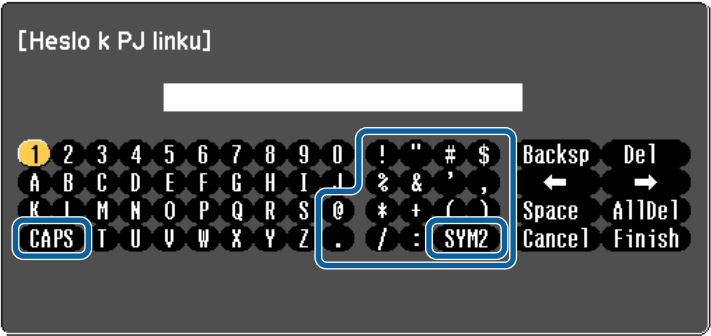 [Heslo k PJ linku]
1 2 3 4 5 6 7 8 9 0 ! " # $ Backsp Del
A B C D E F G H I J % & ' , ← →
K L M N O P Q R S @ * + ( ) Space AllDel
CAPS T U V W X Y Z . / : SYM2 Cancel Finish